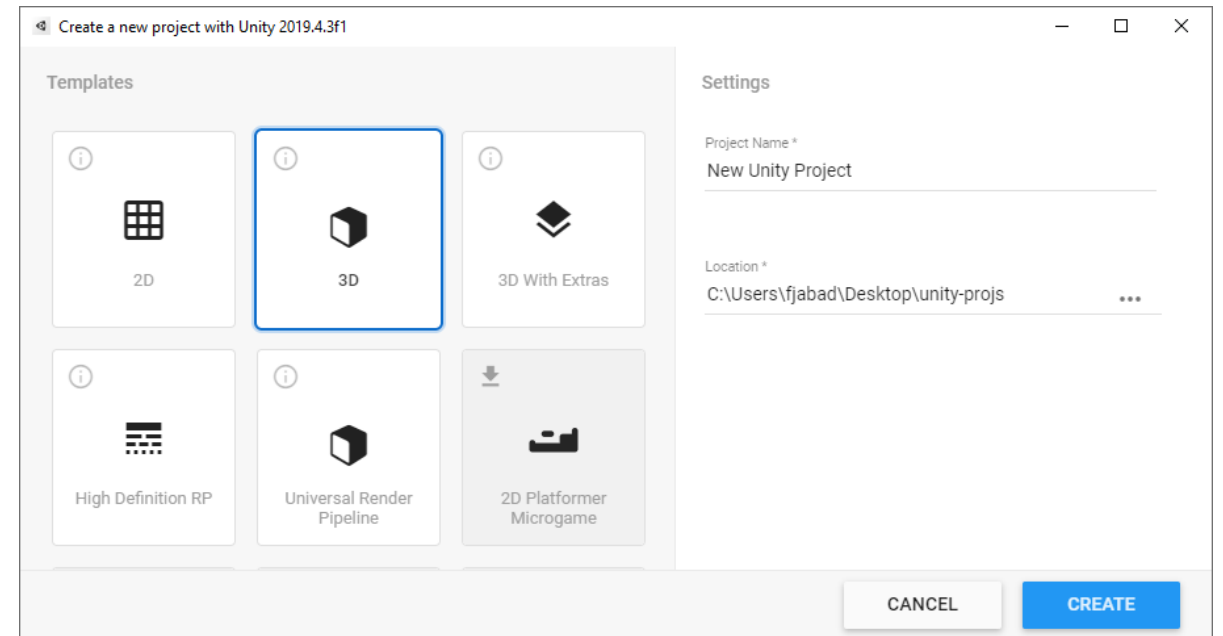 Create a new project with Unity 2019.4.3f1
Templates
2D
3D
3D With Extras
High Definition RP
Universal Render
Pipeline
2D Platformer
Microgame
Settings
Project Name *
New Unity Project
Location *
C:\Users\fjabad\Desktop\unity-projs
CANCEL
CREATE